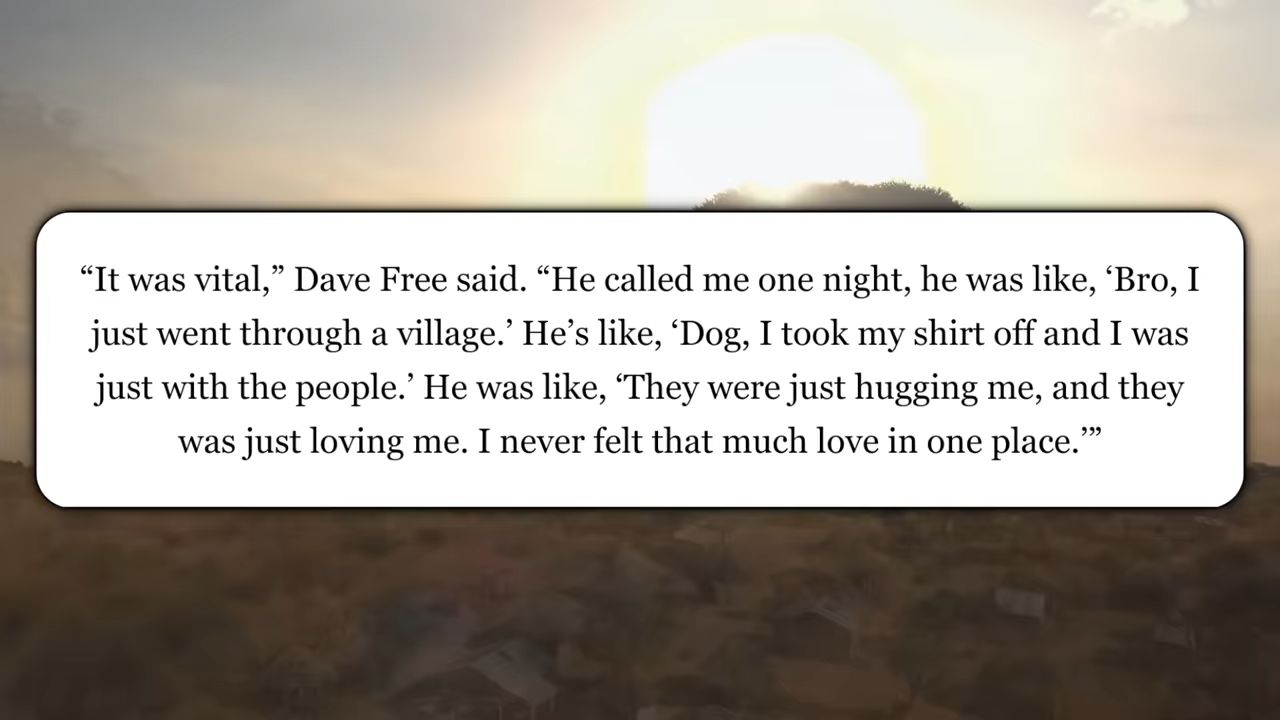 “It was vital,” Dave Free said. “He called me one night, he was like, ‘Bro, I
just went through a village.’ He’s like, ‘Dog, I took my shirt off and I was
just with the people.’ He was like, ‘They were just hugging me, and they
was just loving me. I never felt that much love in one place.’”